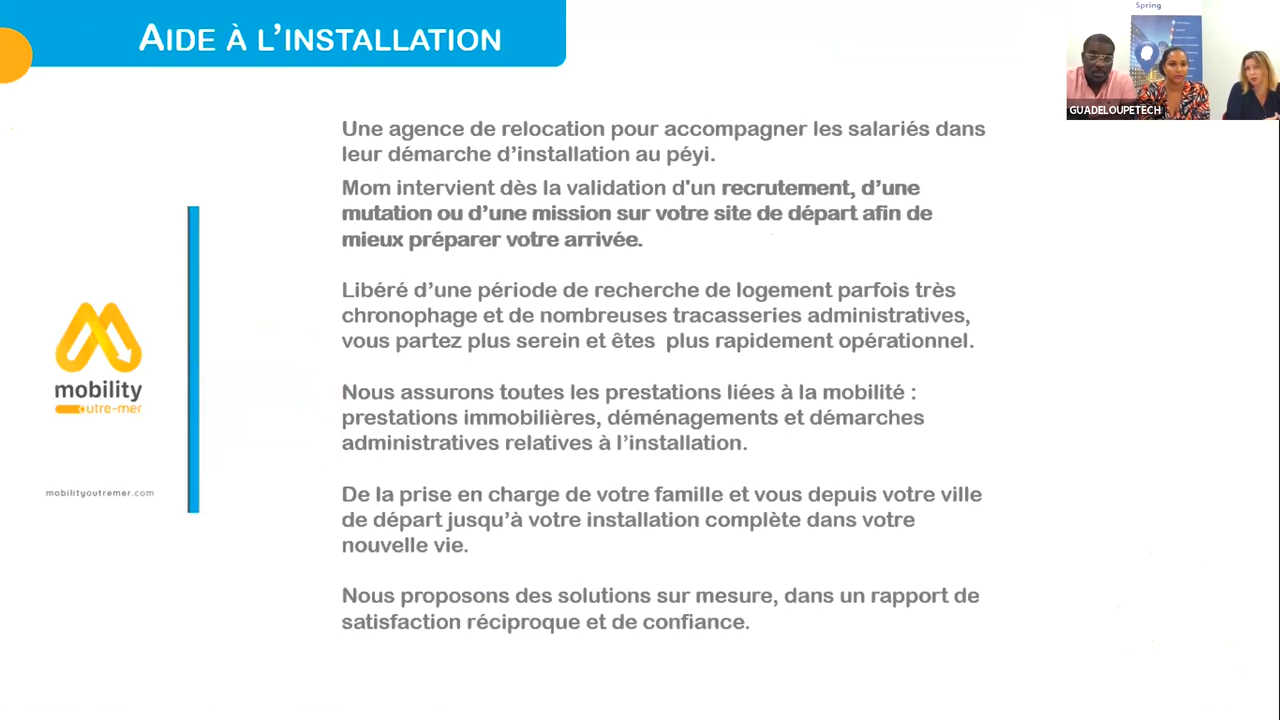 AIDE À L'INSTALLATION
Spring
GUADELOUPETECH
Une agence de relocation pour accompagner les salariés dans
leur démarche d'installation au péyi.
Mom intervient dès la validation d'un recrutement, d'une
mutation ou d'une mission sur votre site de départ afin de
mieux préparer votre arrivée.
Libéré d'une période de recherche de logement parfois très
chronophage et de nombreuses tracasseries administratives,
vous partez plus serein et êtes  plus rapidement opérationnel.
Nous assurons toutes les prestations liées à la mobilité :
prestations immobilières, déménagements et démarches
administratives relatives à l'installation.
De la prise en charge de votre famille et vous depuis votre ville
de départ jusqu'à votre installation complète dans votre
nouvelle vie.
Nous proposons des solutions sur mesure, dans un rapport de
satisfaction réciproque et de confiance.
mobility
outre-mer
mobilityoutremer.com